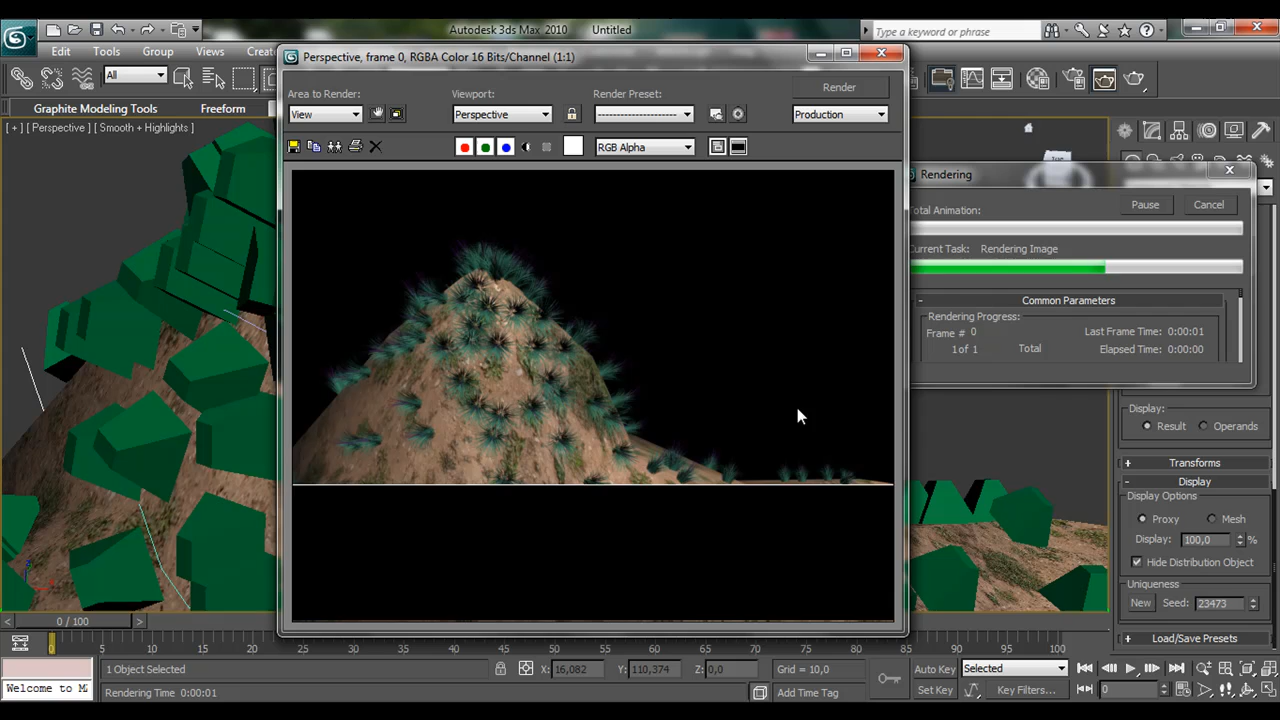 Autodesk 3ds Max 2010 Untitled
Type a keyword or phrase
Edit Tools Group Views
All
Graphite Modeling Tools Freeform
[ + ] [ Perspective ] [ Smooth + Highlights ]
Perspective, frame 0, RGBA Color 16 Bits/Channel (1:1)
Area to Render: Viewport: Render Preset: Render
View Perspective Production
RGB Alpha
Rendering
Total Animation: Pause Cancel
Current Task: Rendering Image
Common Parameters
Rendering Progress:
Frame # 0 Last Frame Time: 0:00:01
1 of 1 Total Elapsed Time: 0:00:00
Display:
Result Operands
Transforms
Display
Display Options
Proxy Mesh
Display: 100,0 %
Hide Distribution Object
Uniqueness
New Seed: 23473
Load/Save Presets
0 / 100
0 5 10 15 20 25 30 35 40 45 50 55 60 65 70 75 80 85 90 95 100
1 Object Selected X: 16,082 Y: 110,374 Z: 0,0 Grid = 10,0 Auto Key Selected
Welcome to Rendering Time 0:00:01 Add Time Tag Set Key Key Filters... 0